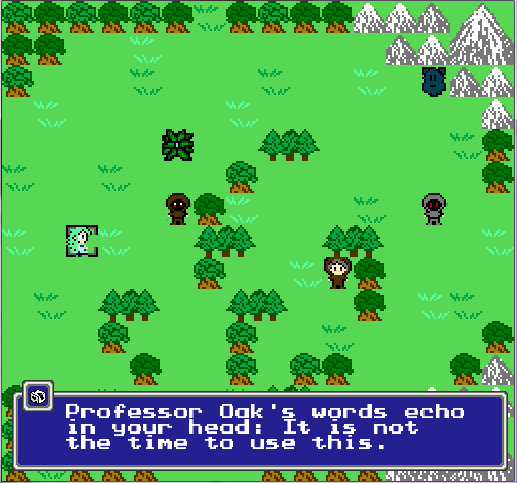 Professor Oak's words echo
in your head: It is not
the time to use this.